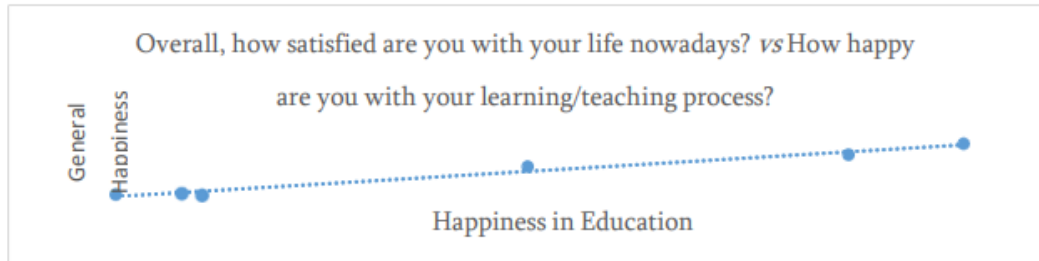 Overall, how satisfied are you with your life nowadays? vs How happy
are you with your learning/teaching process?
General
Happiness
Happiness in Education